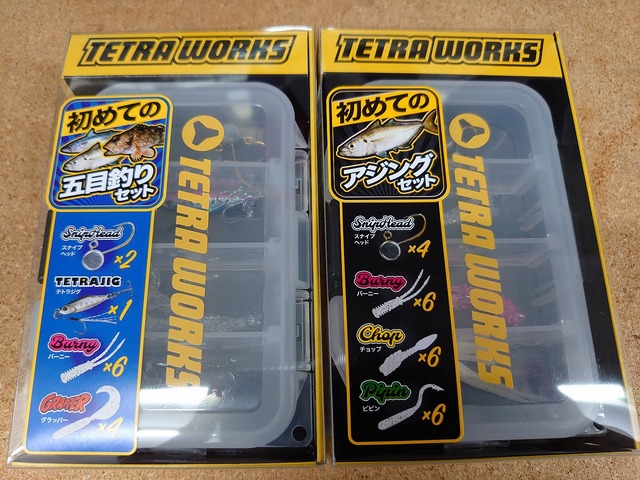 TETRA WORKS
初めての
五目釣り
セット
TETRA WORKS
SnipeHead
スナイプ
ヘッド
×2
TETRAJIG
テトラジグ
×1
Burny
バーニー
×6
グラッパー
×4
TETRA WORKS
初めての
アジング
セット
TETRA WORKS
SnipeHead
スナイプ
ヘッド
×4
Burny
バーニー
×6
Chop
チョップ
×6
Pipin
ピピン
×6